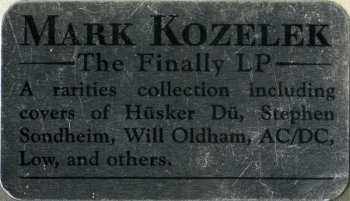 MARK KOZELEK
The Finally LP
A rarities collection including
covers of Hüsker Dü, Stephen
Sondheim, Will Oldham, AC/DC,
Low, and others.